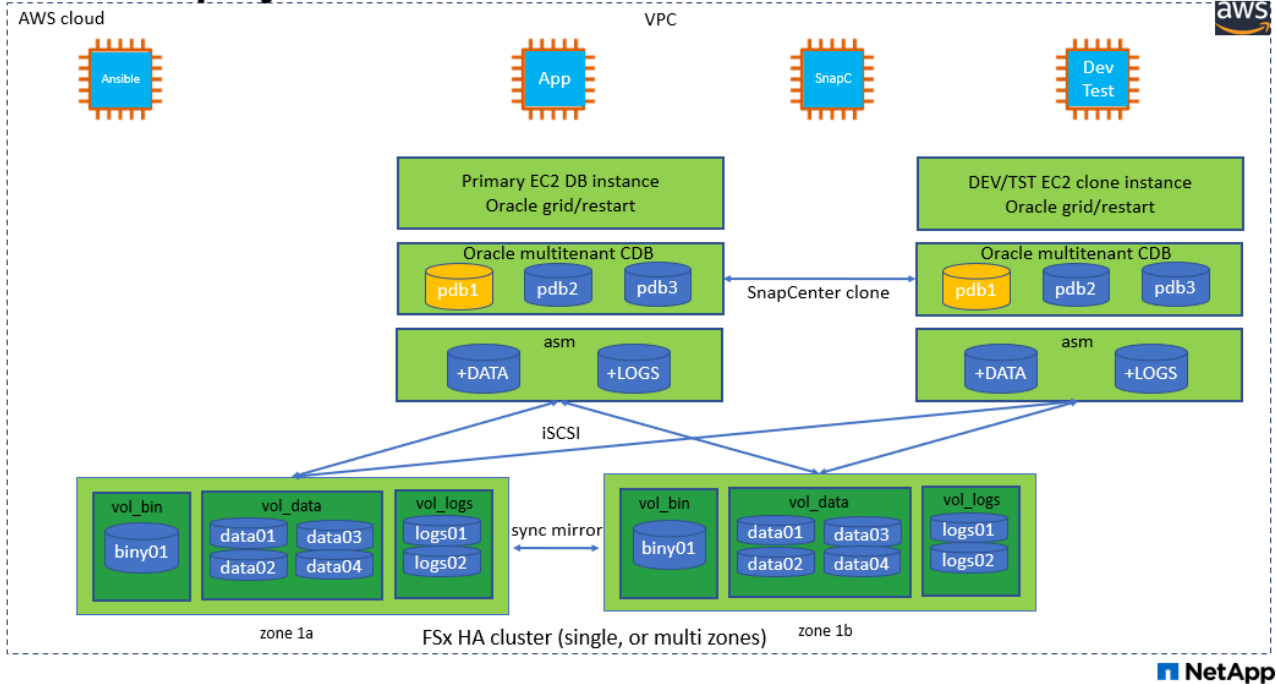 AWS cloud
VPC
aws
Ansible
App
SnapC
Dev
Test
Primary EC2 DB instance
Oracle grid/restart
DEV/TST EC2 clone instance
Oracle grid/restart
Oracle multitenant CDB
pdb1
pdb2
pdb3
SnapCenter clone
Oracle multitenant CDB
pdb1
pdb2
pdb3
asm
+DATA
+LOGS
asm
+DATA
+LOGS
iSCSI
vol_bin
biny01
vol_data
data01
data03
data02
data04
vol_logs
logs01
logs02
sync mirror
vol_bin
biny01
vol_data
data01
data03
data02
data04
vol_logs
logs01
logs02
zone 1a
FSx HA cluster (single, or multi zones)
zone 1b
NetApp